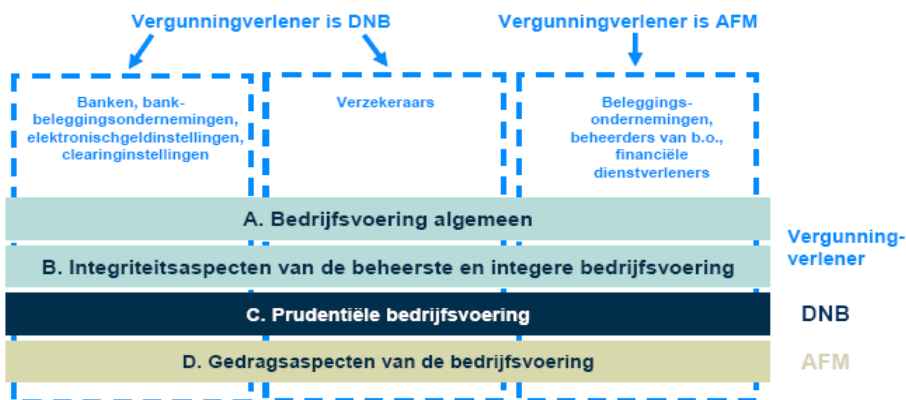 Vergunningverlener is DNB
Vergunningverlener is AFM
Banken, bank-
beleggingsondernemingen,
elektronischgeldinstellingen,
clearinginstellingen
Verzekeraars
Beleggings-
ondernemingen,
beheerders van b.o.,
financiële
dienstverleners
A. Bedrijfsvoering algemeen
B. Integriteitsaspecten van de beheerste en integere bedrijfsvoering
Vergunning-
verlener
C. Prudentiële bedrijfsvoering
DNB
D. Gedragsaspecten van de bedrijfsvoering
AFM